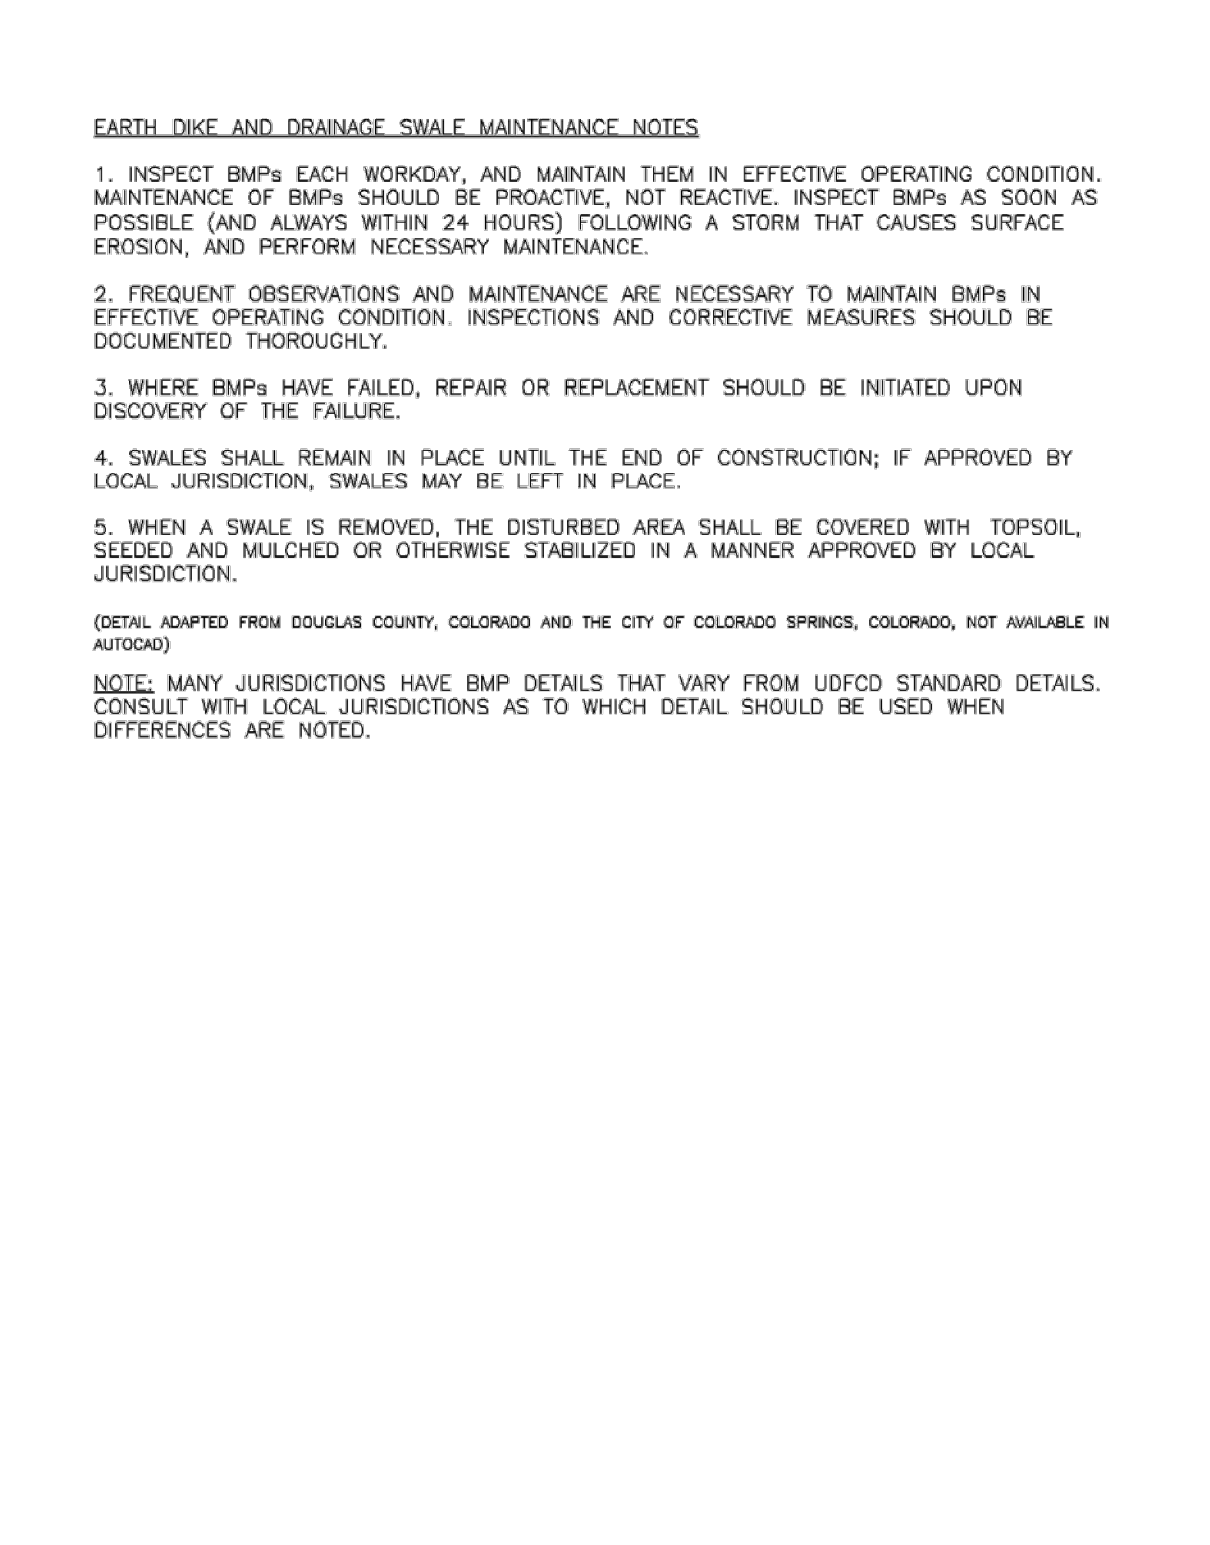 EARTH DIKE AND DRAINAGE SWALE MAINTENANCE NOTES
1. INSPECT BMPs EACH WORKDAY, AND MAINTAIN THEM IN EFFECTIVE OPERATING CONDITION.
MAINTENANCE OF BMPs SHOULD BE PROACTIVE, NOT REACTIVE. INSPECT BMPs AS SOON AS
POSSIBLE (AND ALWAYS WITHIN 24 HOURS) FOLLOWING A STORM THAT CAUSES SURFACE
EROSION, AND PERFORM NECESSARY MAINTENANCE.
2. FREQUENT OBSERVATIONS AND MAINTENANCE ARE NECESSARY TO MAINTAIN BMPs IN
EFFECTIVE OPERATING CONDITION. INSPECTIONS AND CORRECTIVE MEASURES SHOULD BE
DOCUMENTED THOROUGHLY.
3. WHERE BMPs HAVE FAILED, REPAIR OR REPLACEMENT SHOULD BE INITIATED UPON
DISCOVERY OF THE FAILURE.
4. SWALES SHALL REMAIN IN PLACE UNTIL THE END OF CONSTRUCTION; IF APPROVED BY
LOCAL JURISDICTION, SWALES MAY BE LEFT IN PLACE.
5. WHEN A SWALE IS REMOVED, THE DISTURBED AREA SHALL BE COVERED WITH TOPSOIL,
SEEDED AND MULCHED OR OTHERWISE STABILIZED IN A MANNER APPROVED BY LOCAL
JURISDICTION.
(DETAIL ADAPTED FROM DOUGLAS COUNTY, COLORADO AND THE CITY OF COLORADO SPRINGS, COLORADO, NOT AVAILABLE IN
AUTOCAD)
NOTE: MANY JURISDICTIONS HAVE BMP DETAILS THAT VARY FROM UDFCD STANDARD DETAILS.
CONSULT WITH LOCAL JURISDICTIONS AS TO WHICH DETAIL SHOULD BE USED WHEN
DIFFERENCES ARE NOTED.